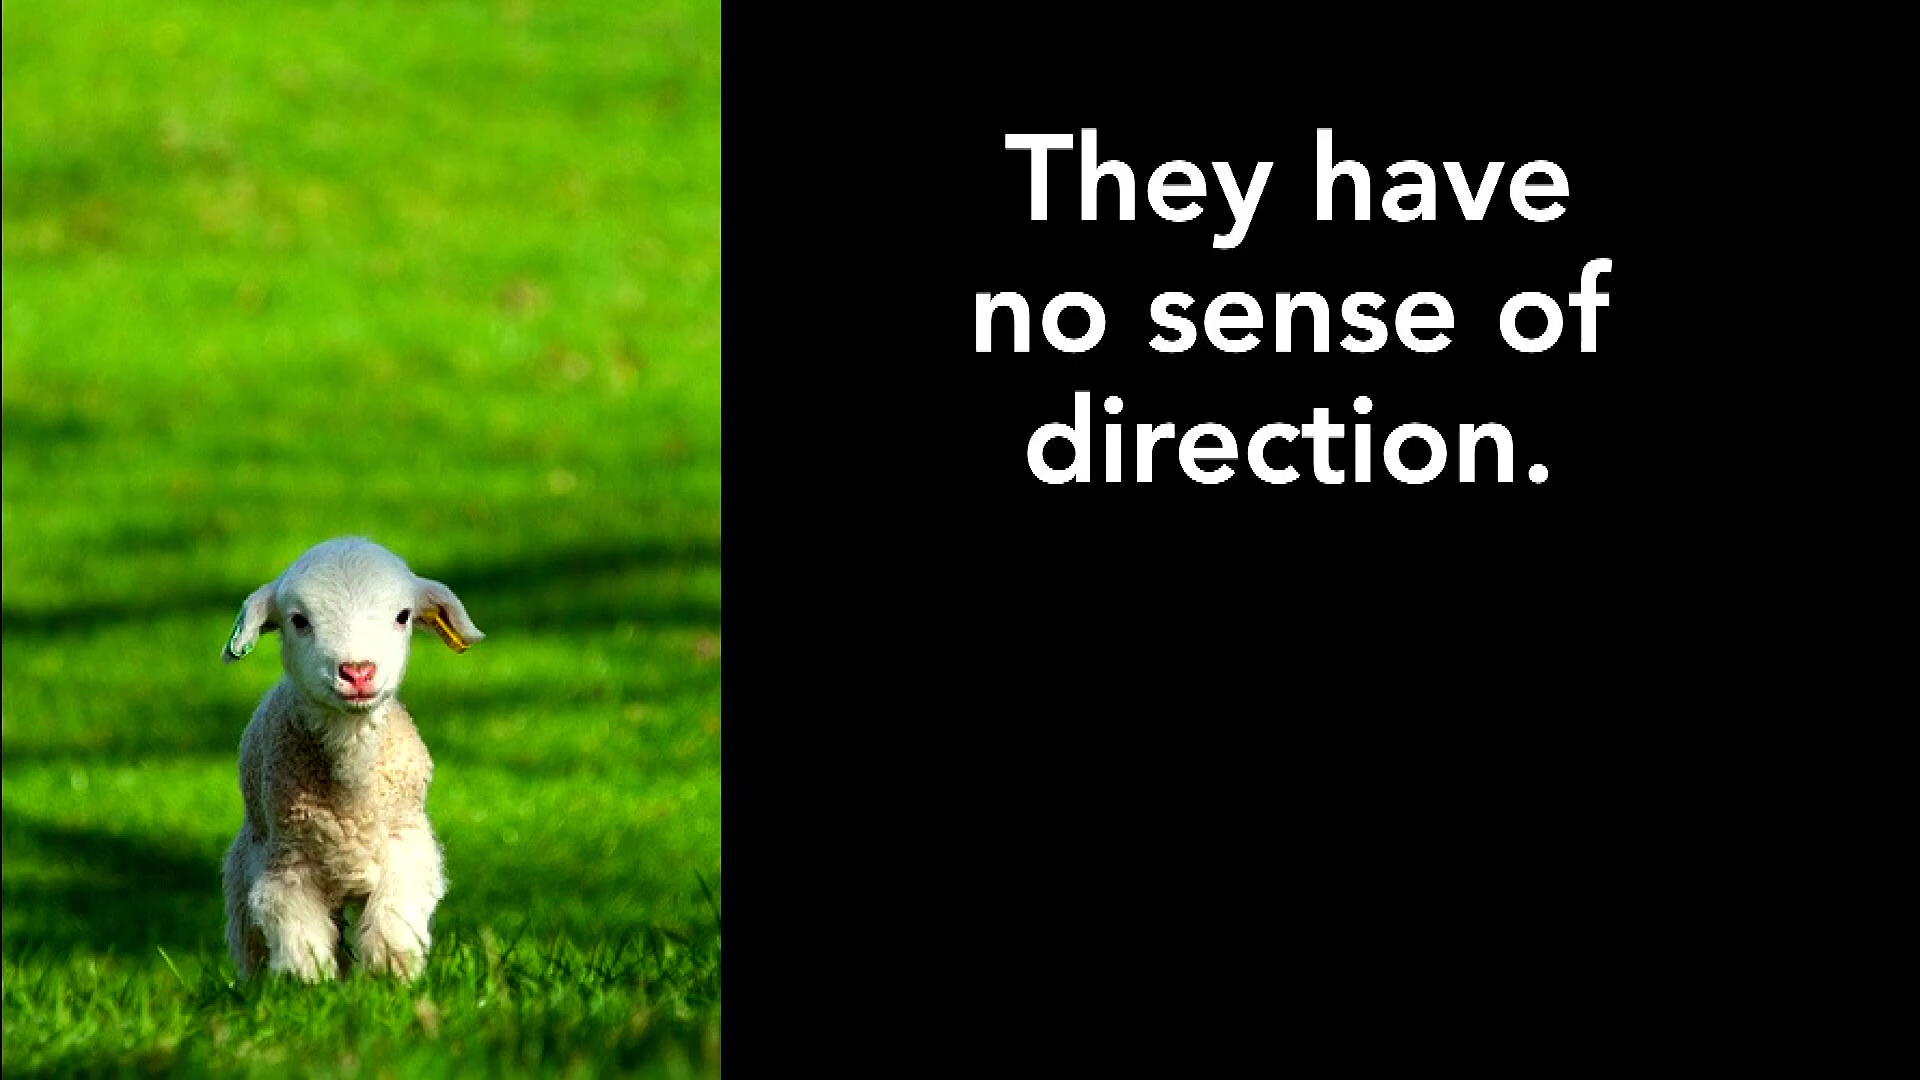 They have
no sense of
direction.